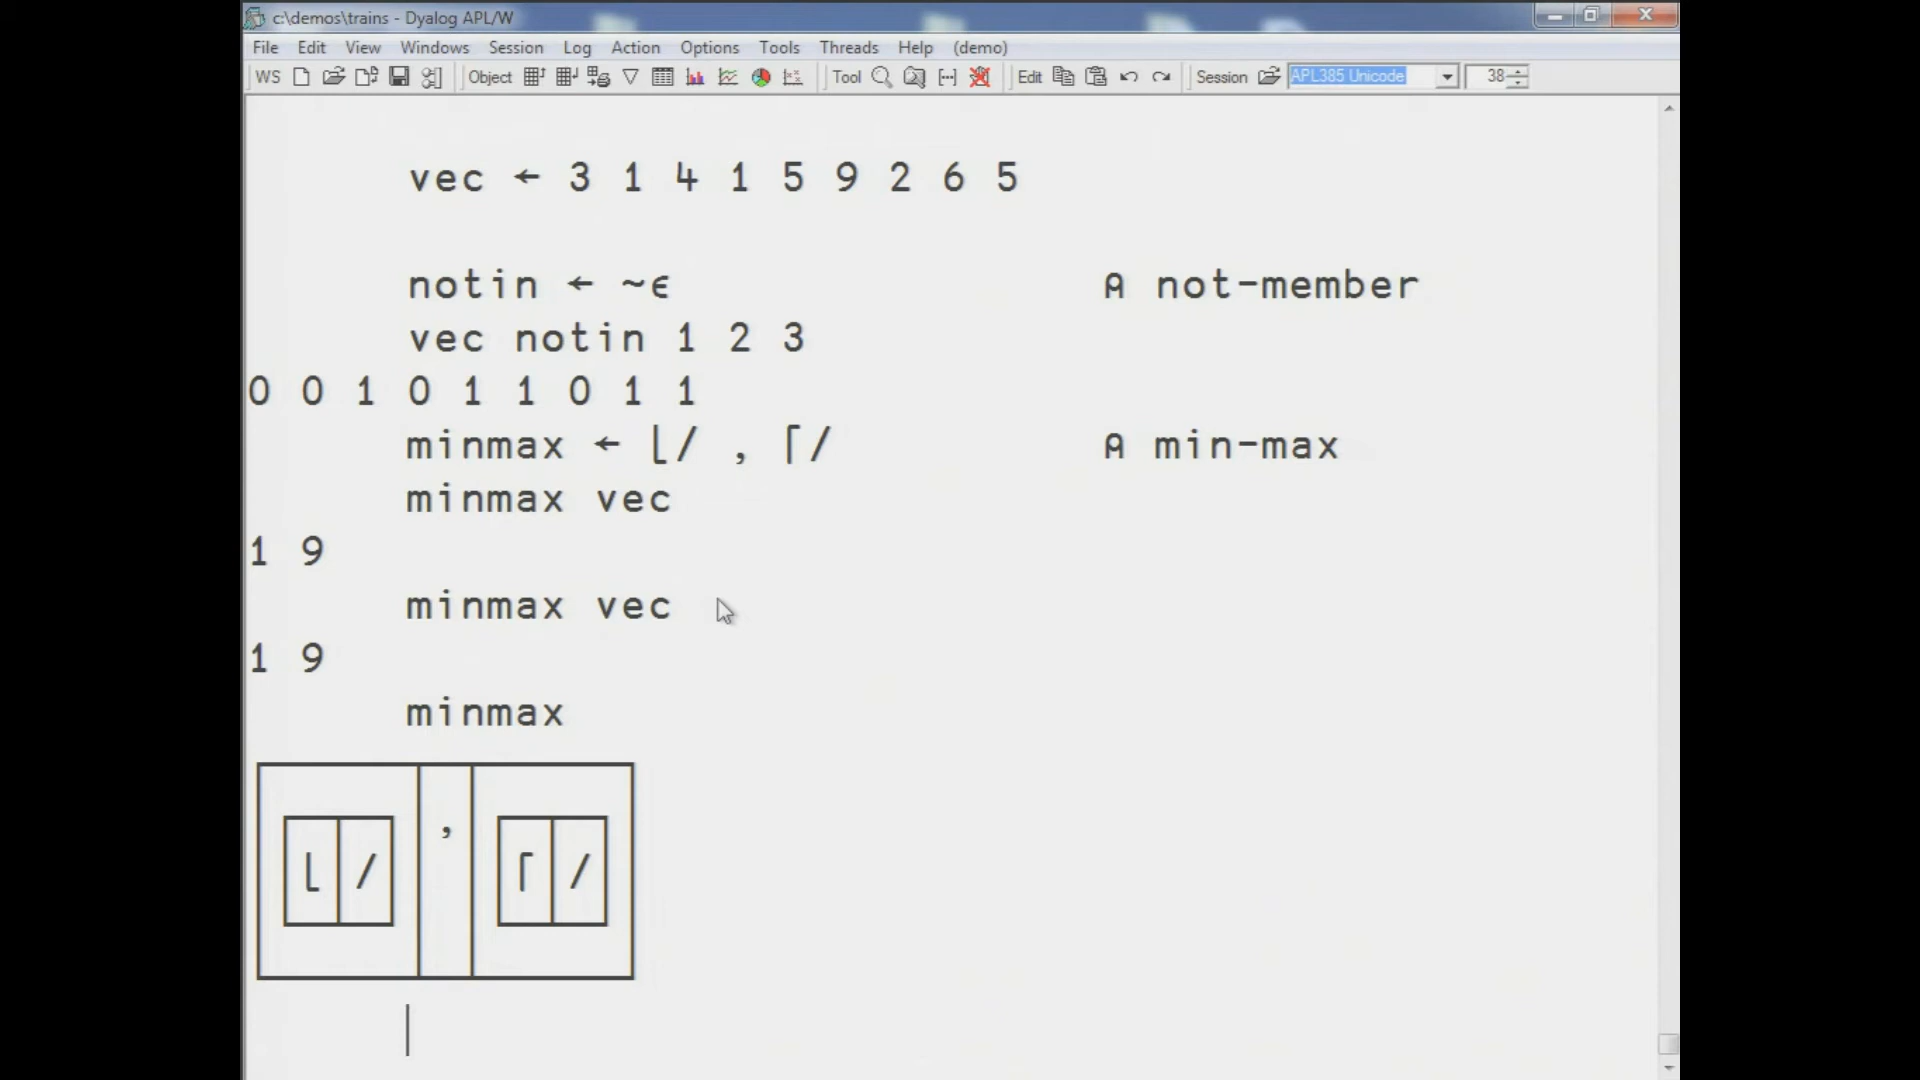 c:\demos\trains - Dyalog APL/W
File Edit View Windows Session Log Action Options Tools Threads Help (demo)
WS Object Tool Edit Session APL385 Unicode 38
vec ← 3 1 4 1 5 9 2 6 5
notin ← ~∊ ⍝ not-member
vec notin 1 2 3
0 0 1 0 1 1 0 1 1
minmax ← ⌊/ , ⌈/ ⍝ min-max
minmax vec
1 9
minmax vec
1 9
minmax
⌊ / , ⌈ /